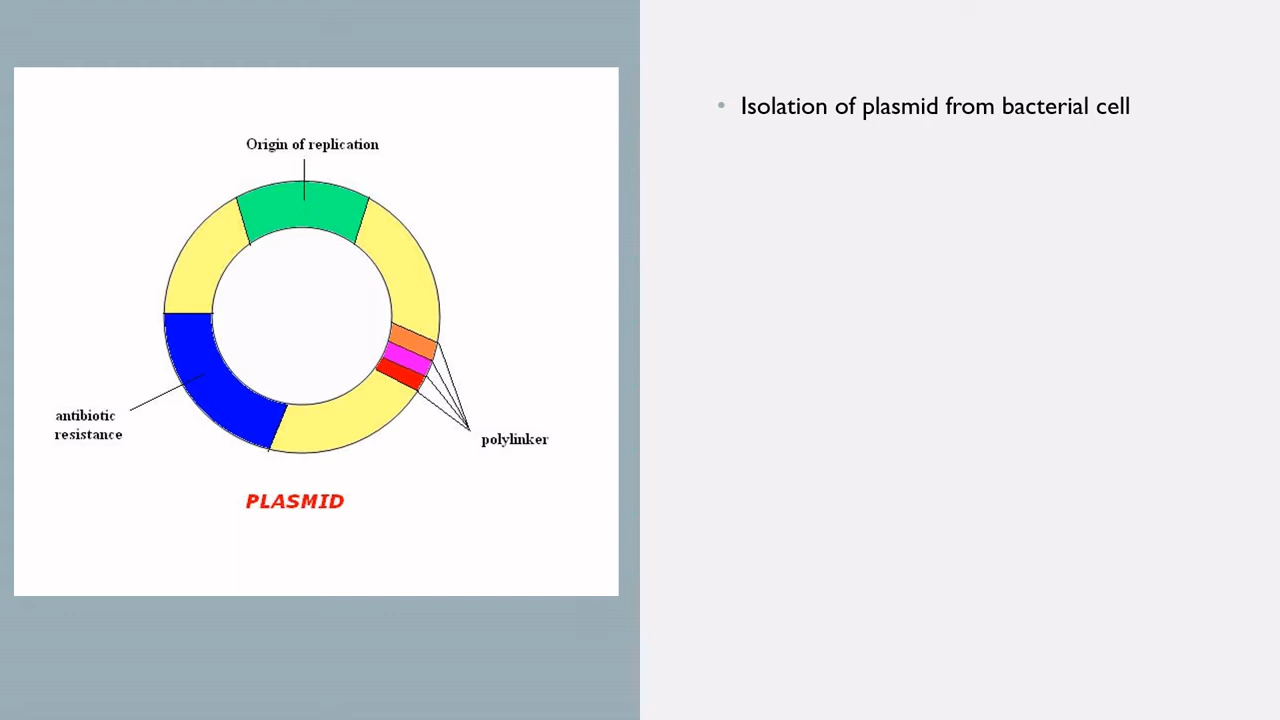 Origin of replication
antibiotic
resistance
polylinker
PLASMID
• Isolation of plasmid from bacterial cell